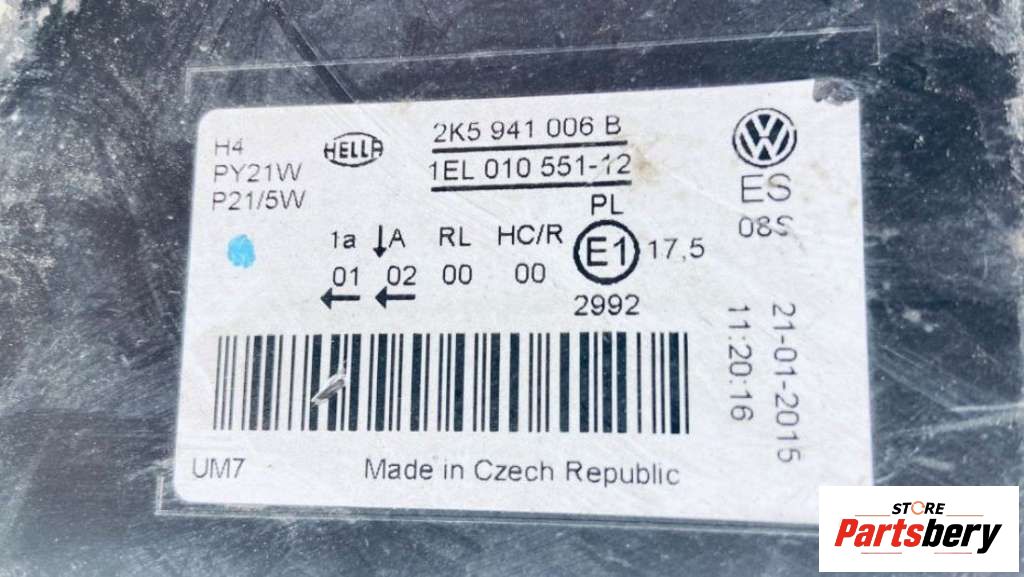 H4
PY21W
P21/5W
HELLA
2K5 941 006 B
1EL 010 551-12
VW
ES
08S
PL
1a A RL HC/R
01 02 00 00
E1 17,5
2992
21-01-2015
11:20:16
UM7
Made in Czech Republic
STORE
Partsbery